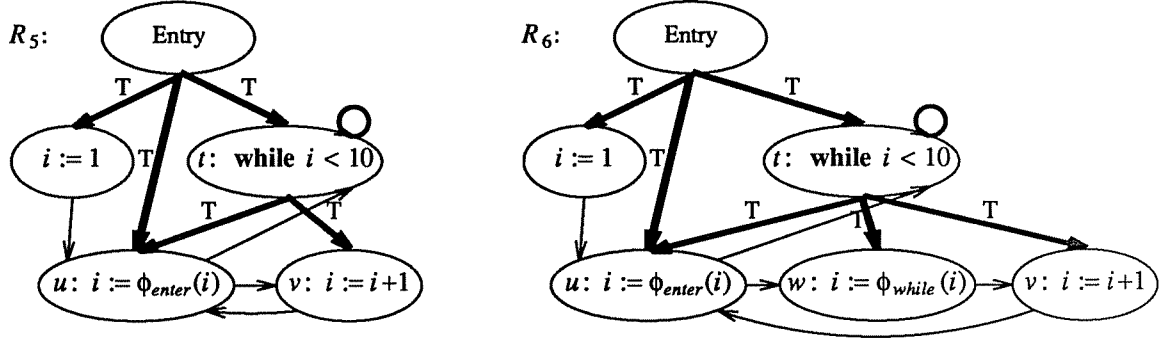 R5: Entry R6: Entry
T T T T
i := 1 T t: while i < 10 i := 1 T t: while i < 10
T T T T T
u: i := ϕenter(i) v: i := i+1 u: i := ϕenter(i) w: i := ϕwhile(i) v: i := i+1